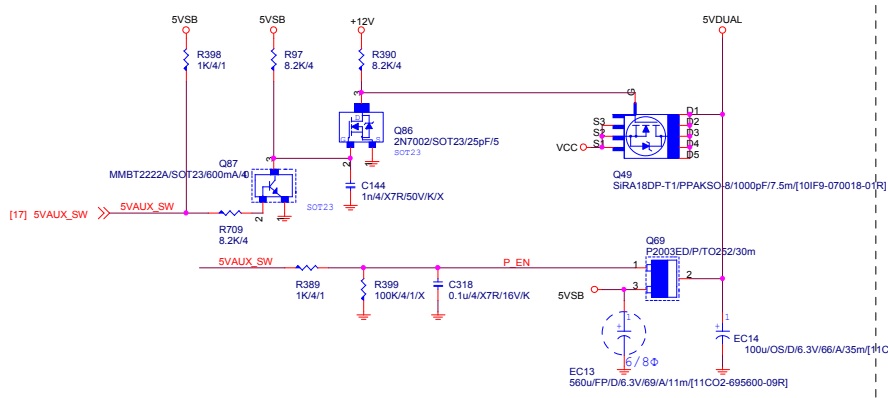 5VSB
5VSB
+12V
5VDUAL
R398
1K/4/1
R97
8.2K/4
R390
8.2K/4
3
D
G
S
Q86
2N7002/SOT23/25pF/5
SOT23
2
1
G
S3
S2
S1
VCC
D1
D2
D3
D4
D5
Q49
SiRA18DP-T1/PPAKSO-8/1000pF/7.5m/[10IF9-070018-01R]
Q87
MMBT2222A/SOT23/600mA/40
3
2
1
SOT23
C144
1n/4/X7R/50V/K/X
[17] 5VAUX_SW
5VAUX_SW
R709
8.2K/4
5VAUX_SW
R389
1K/4/1
R399
100K/4/1/X
C318
0.1u/4/X7R/16V/K
P_EN
Q69
P2003ED/P/TO252/30m
1
3
2
5VSB
1
+
6/8Φ
EC13
560u/FP/D/6.3V/69/A/11m/[11CO2-695600-09R]
1
+
EC14
100u/OS/D/6.3V/66/A/35m/[11C